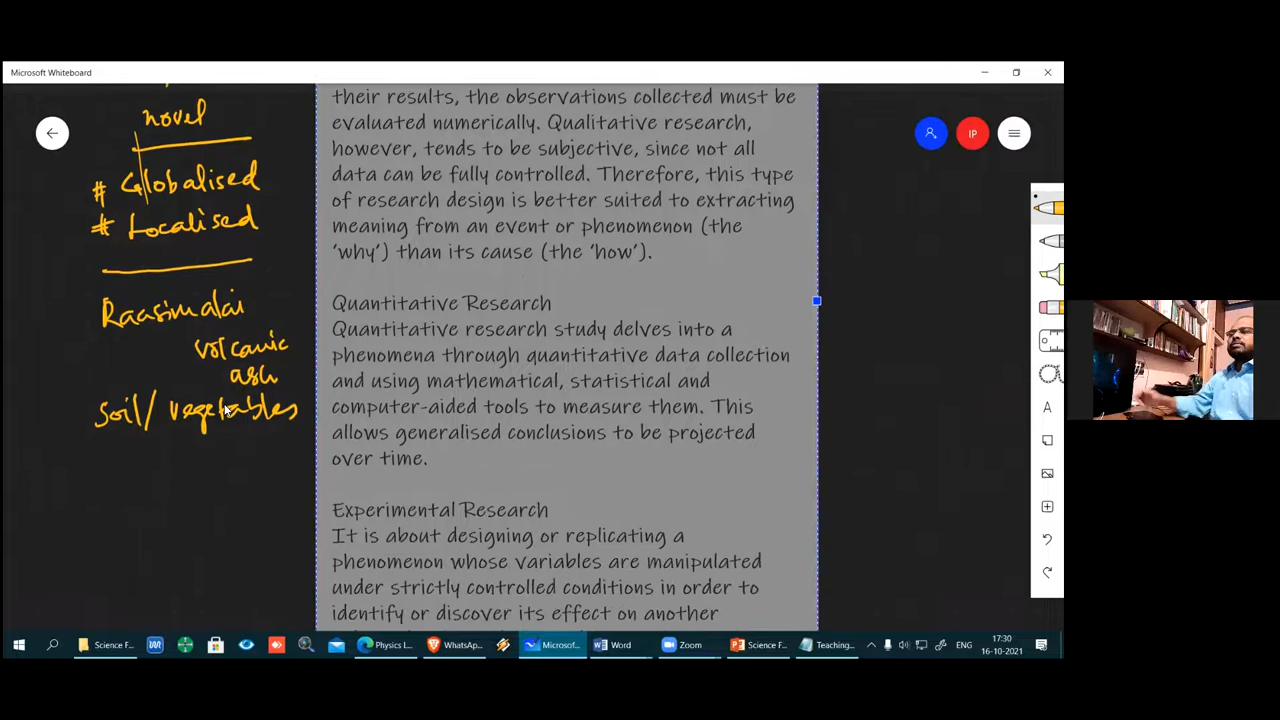 Microsoft Whiteboard
novel
# Globalised
# Localised
Raasimalai
volcanic
ash
Soil/ vegetables
their results, the observations collected must be
evaluated numerically. Qualitative research,
however, tends to be subjective, since not all
data can be fully controlled. Therefore, this type
of research design is better suited to extracting
meaning from an event or phenomenon (the
‘why’) than its cause (the ‘how’).
Quantitative Research
Quantitative research study delves into a
phenomena through quantitative data collection
and using mathematical, statistical and
computer-aided tools to measure them. This
allows generalised conclusions to be projected
over time.
Experimental Research
It is about designing or replicating a
phenomenon whose variables are manipulated
under strictly controlled conditions in order to
identify or discover its effect on another
IP
A
Science F...
Physics l...
WhatsAp...
Microsof...
Word
Zoom
Science F...
Teaching...
ENG
17:30
16-10-2021